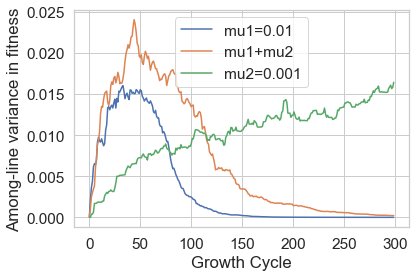 0.025
0.020
0.015
0.010
0.005
0.000
Among-line variance in fitness
mu1=0.01
mu1+mu2
mu2=0.001
0 50 100 150 200 250 300
Growth Cycle